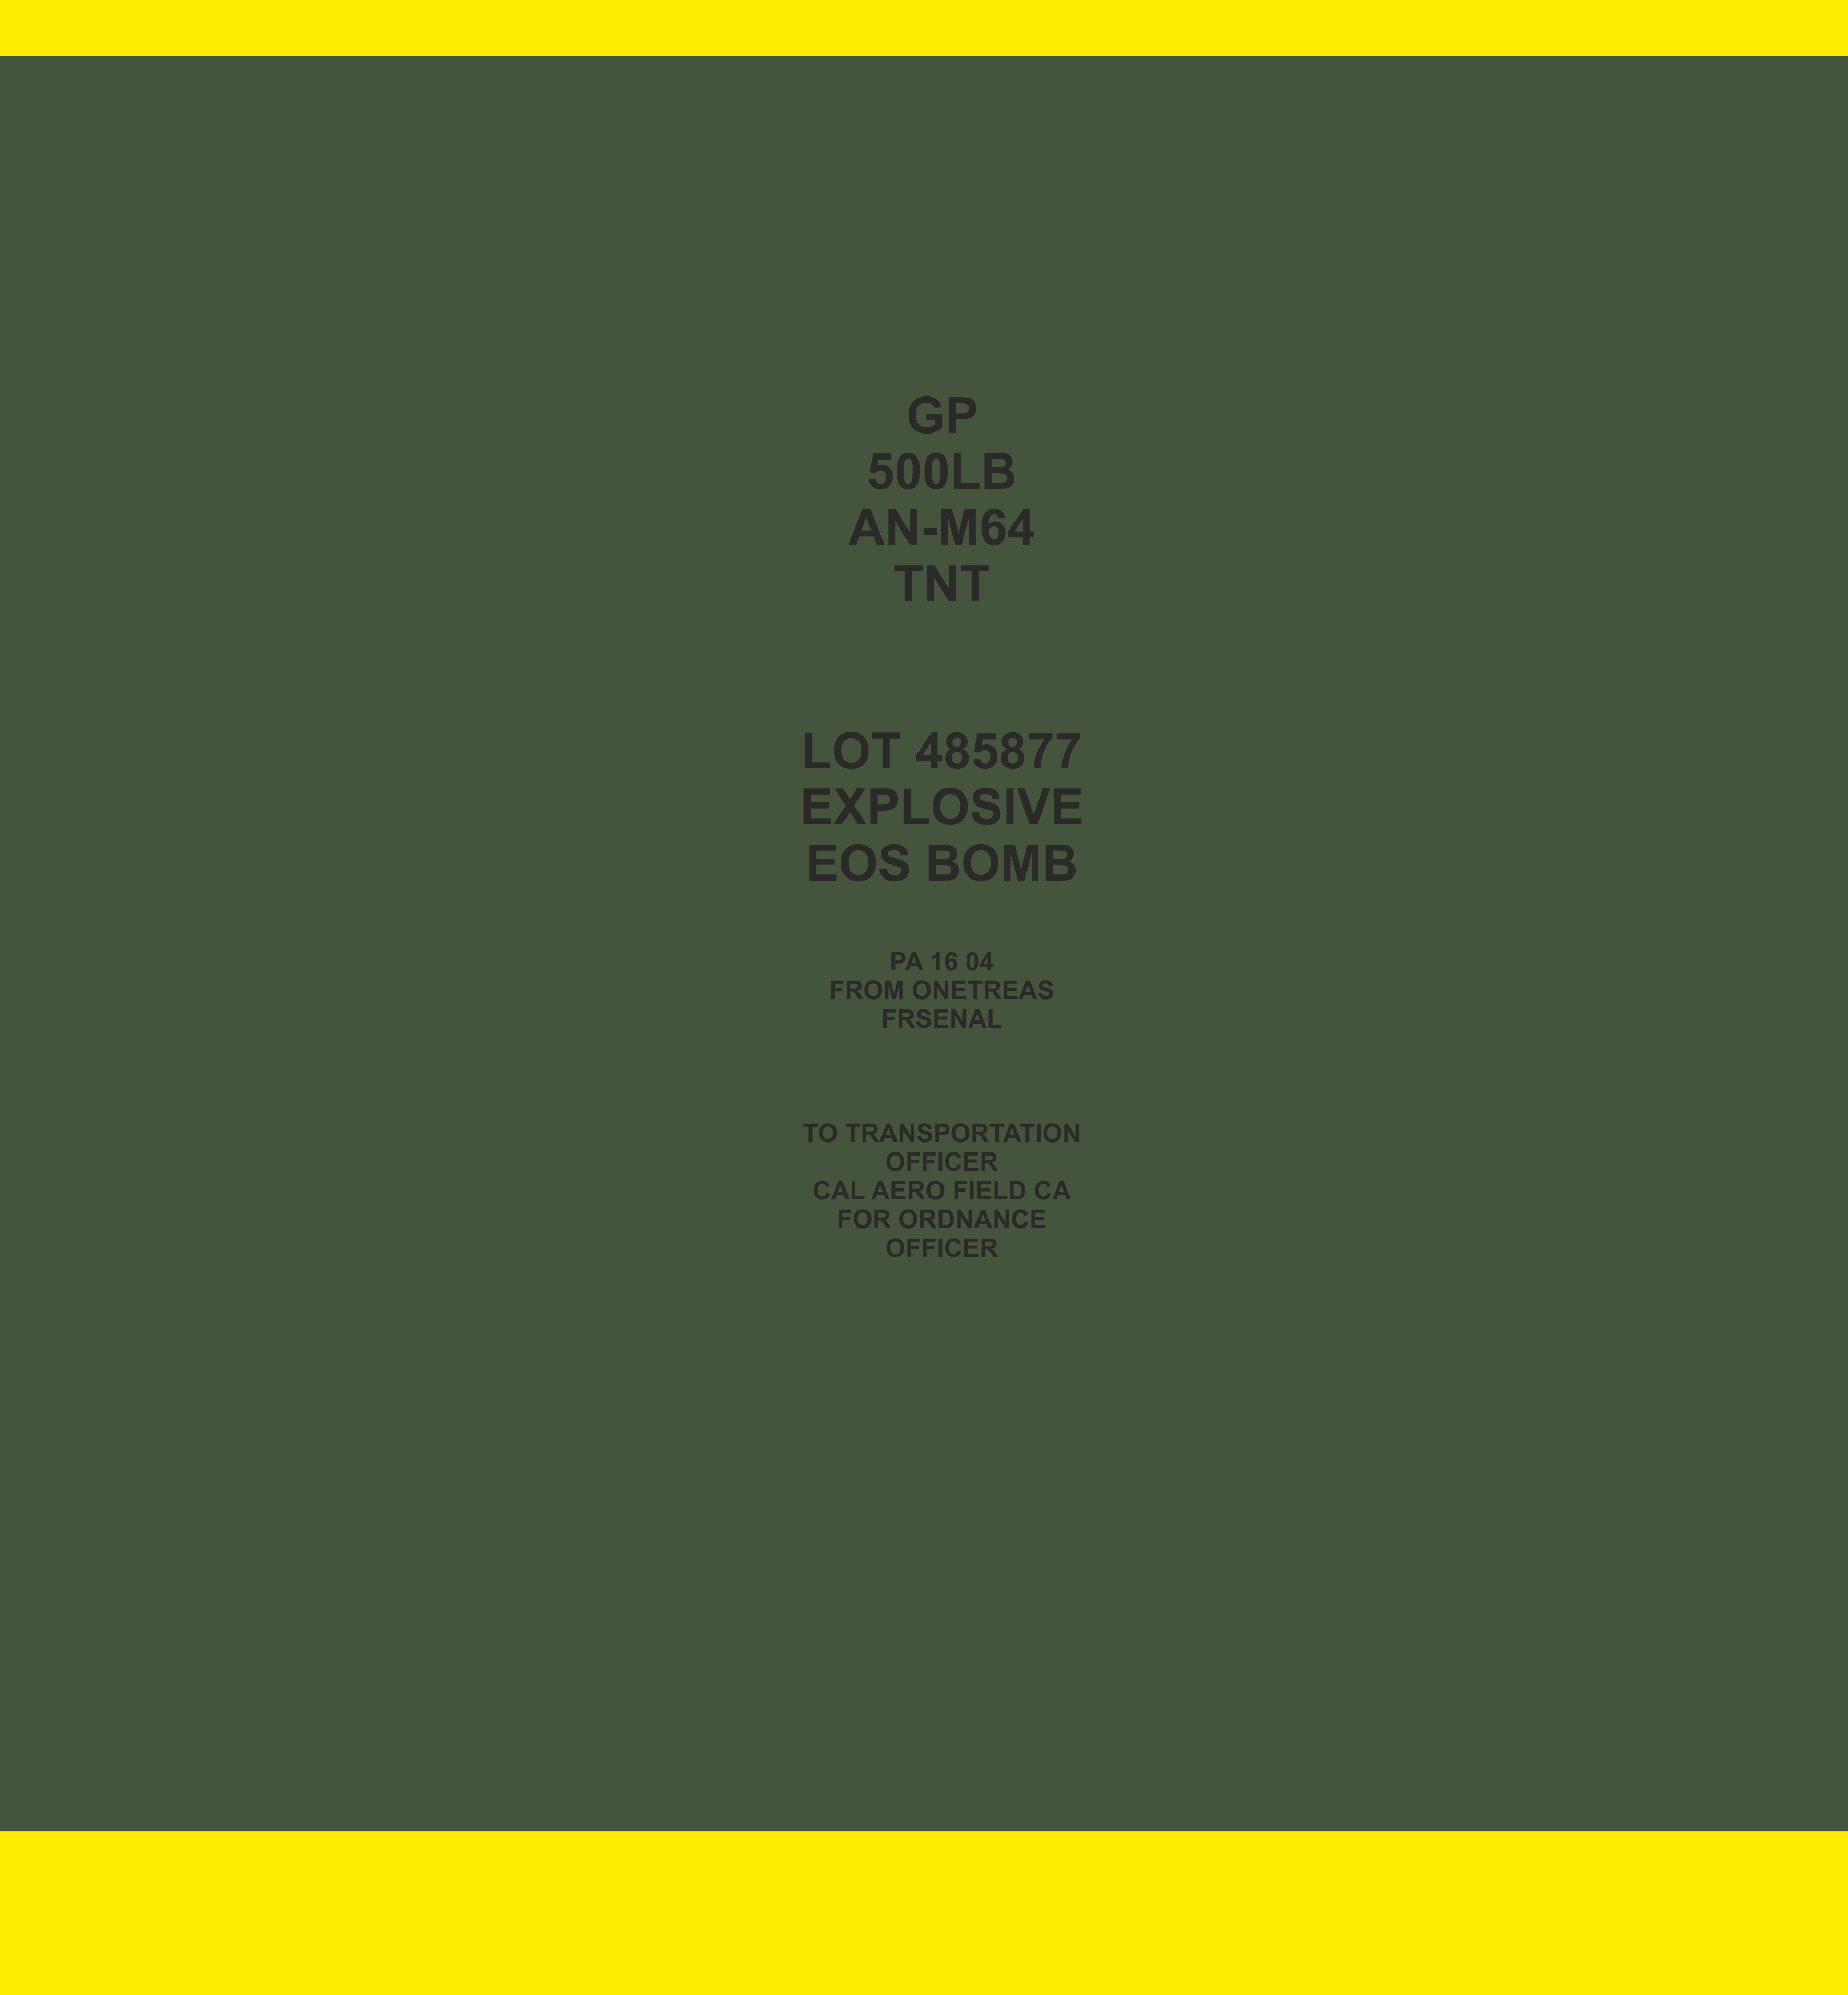 GP
500LB
AN-M64
TNT
LOT 485877
EXPLOSIVE
EOS BOMB
PA 16 04
FROM ONETREAS
FRSENAL
TO TRANSPORTATION
OFFICER
CAL AERO FIELD CA
FOR ORDNANCE
OFFICER